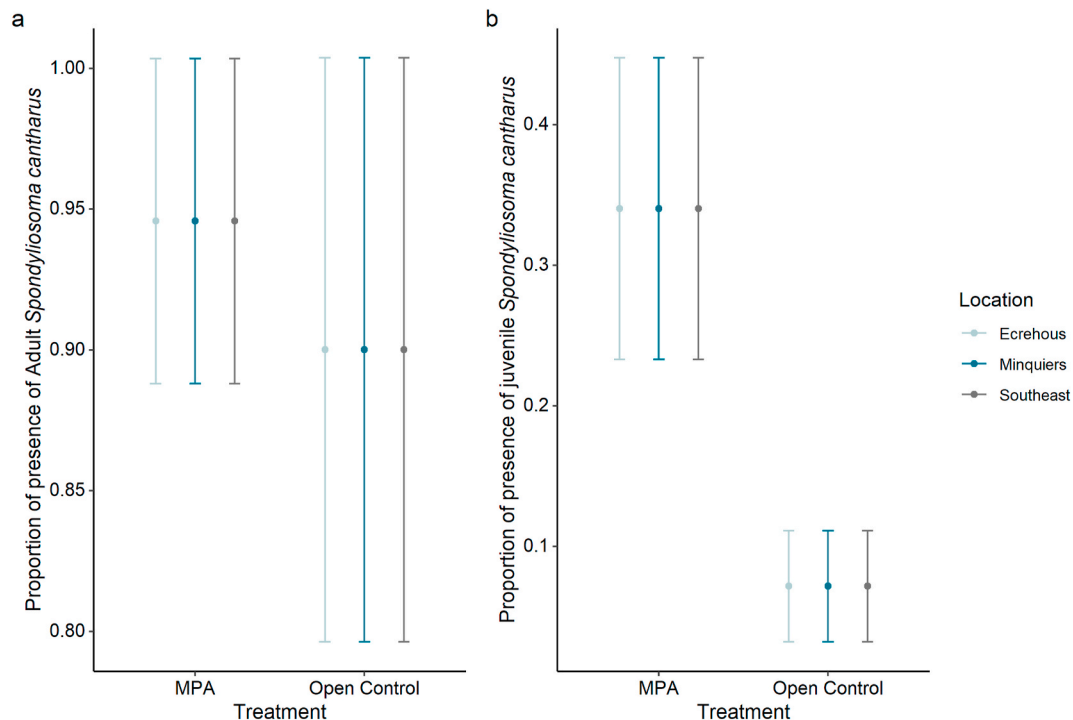 a
Proportion of presence of Adult Spondyliosoma cantharus
1.00
0.95
0.90
0.85
0.80
MPA
Open Control
Treatment
b
Proportion of presence of juvenile Spondyliosoma cantharus
0.4
0.3
0.2
0.1
MPA
Open Control
Treatment
Location
Ecrehous
Minquiers
Southeast